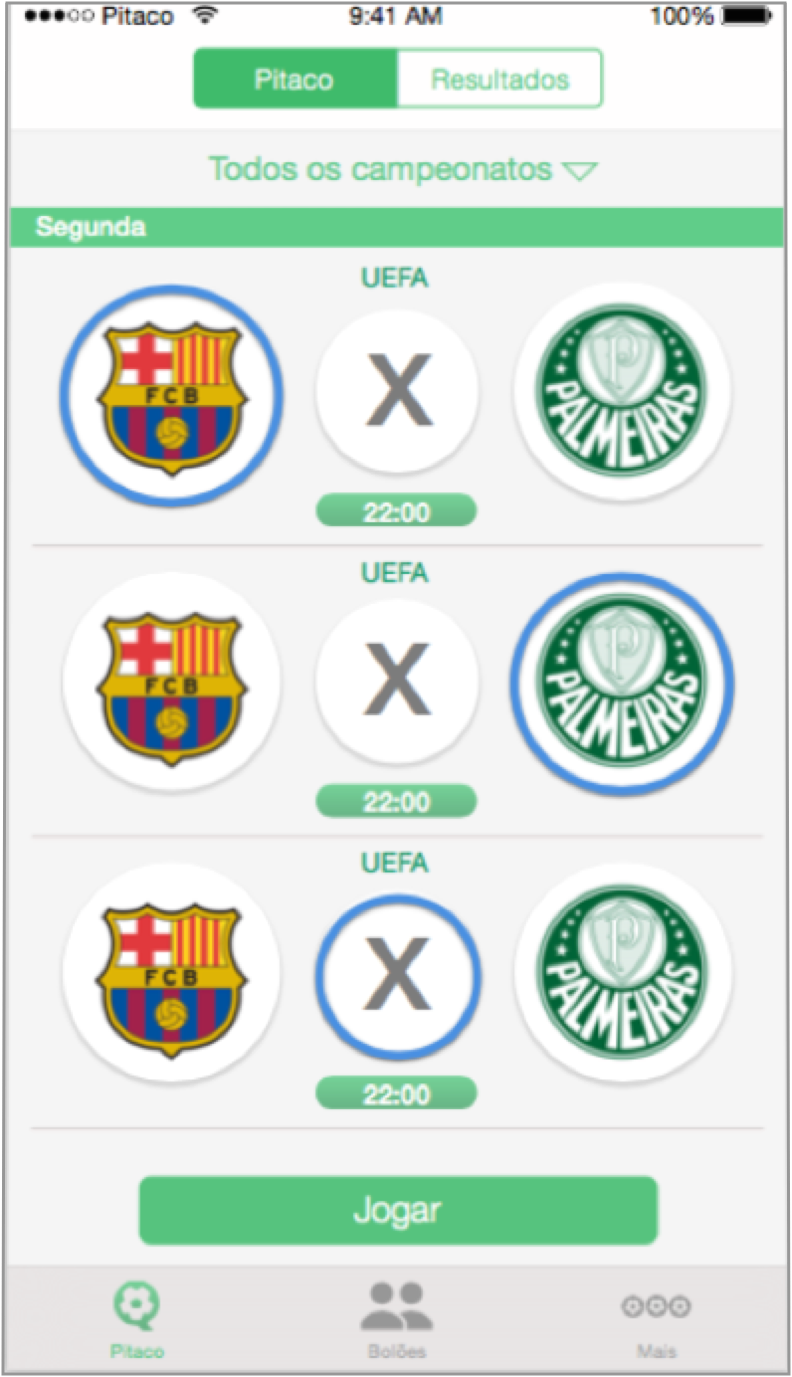 Pitaco 9:41 AM 100%
Pitaco Resultados
Todos os campeonatos
Segunda
UEFA
FCB X P PALMEIRAS
22:00
UEFA
FCB X P PALMEIRAS
22:00
UEFA
FCB X P PALMEIRAS
22:00
Jogar
Pitaco Bolões Mais